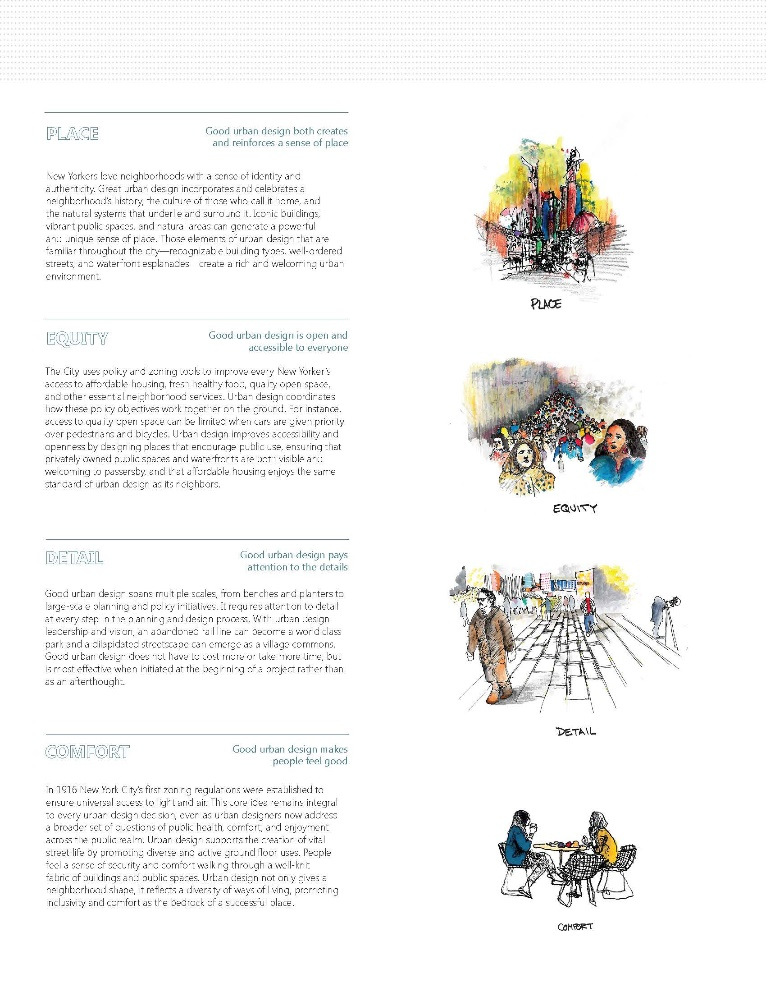 PLACE
Good urban design both creates
and reinforces a sense of place
New Yorkers love neighborhoods with a sense of identity and
authenticity. Great urban design incorporates and celebrates a
neighborhood's history, the culture of those who call it home, and
the natural systems that underlie and surround it. Iconic buildings,
vibrant public spaces, and natural areas can generate a powerful
and unique sense of place. Those elements of urban design that are
familiar throughout the city—recognizable building types, well-ordered
streets, and waterfront esplanades—create a rich and welcoming urban
environment.
PLACE
EQUITY
Good urban design is open and
accessible to everyone
The City uses policy and zoning tools to improve every New Yorker's
access to affordable housing, fresh healthy food, quality open space,
and other essential neighborhood services. Urban design coordinates
how these policy objectives work together on the ground. For instance,
access to quality open space can be limited when cars are given priority
over pedestrians and bicycles. Urban design improves accessibility and
openness by designing places that encourage public use, ensuring that
privately owned public spaces and waterfronts are both visible and
welcoming to passersby, and that affordable housing enjoys the same
standard of urban design as its neighbors.
EQUITY
DETAIL
Good urban design pays
attention to the details
Good urban design spans multiple scales, from benches and planters to
large-scale planning and policy initiatives. It requires attention to detail
at every step in the planning and design process. With urban design
leadership and vision, an abandoned rail line can become a world class
park and a dilapidated streetscape can emerge as a village commons.
Good urban design does not have to cost more or take more time, but
is most effective when initiated at the beginning of a project rather than
as an afterthought.
DETAIL
COMFORT
Good urban design makes
people feel good
In 1916 New York City's first zoning regulations were established to
ensure universal access to light and air. This core idea remains integral
to every urban design decision, even as urban designers now address
a broader set of questions of public health, comfort, and enjoyment
across the public realm. Urban design supports the creation of vital
street life by promoting diverse and active ground floor uses. People
feel a sense of security and comfort walking through a well-knit
fabric of buildings and public spaces. Urban design not only gives a
neighborhood shape, it reflects a diversity of ways of living, promoting
inclusivity and comfort as the bedrock of a successful place.
COMFORT